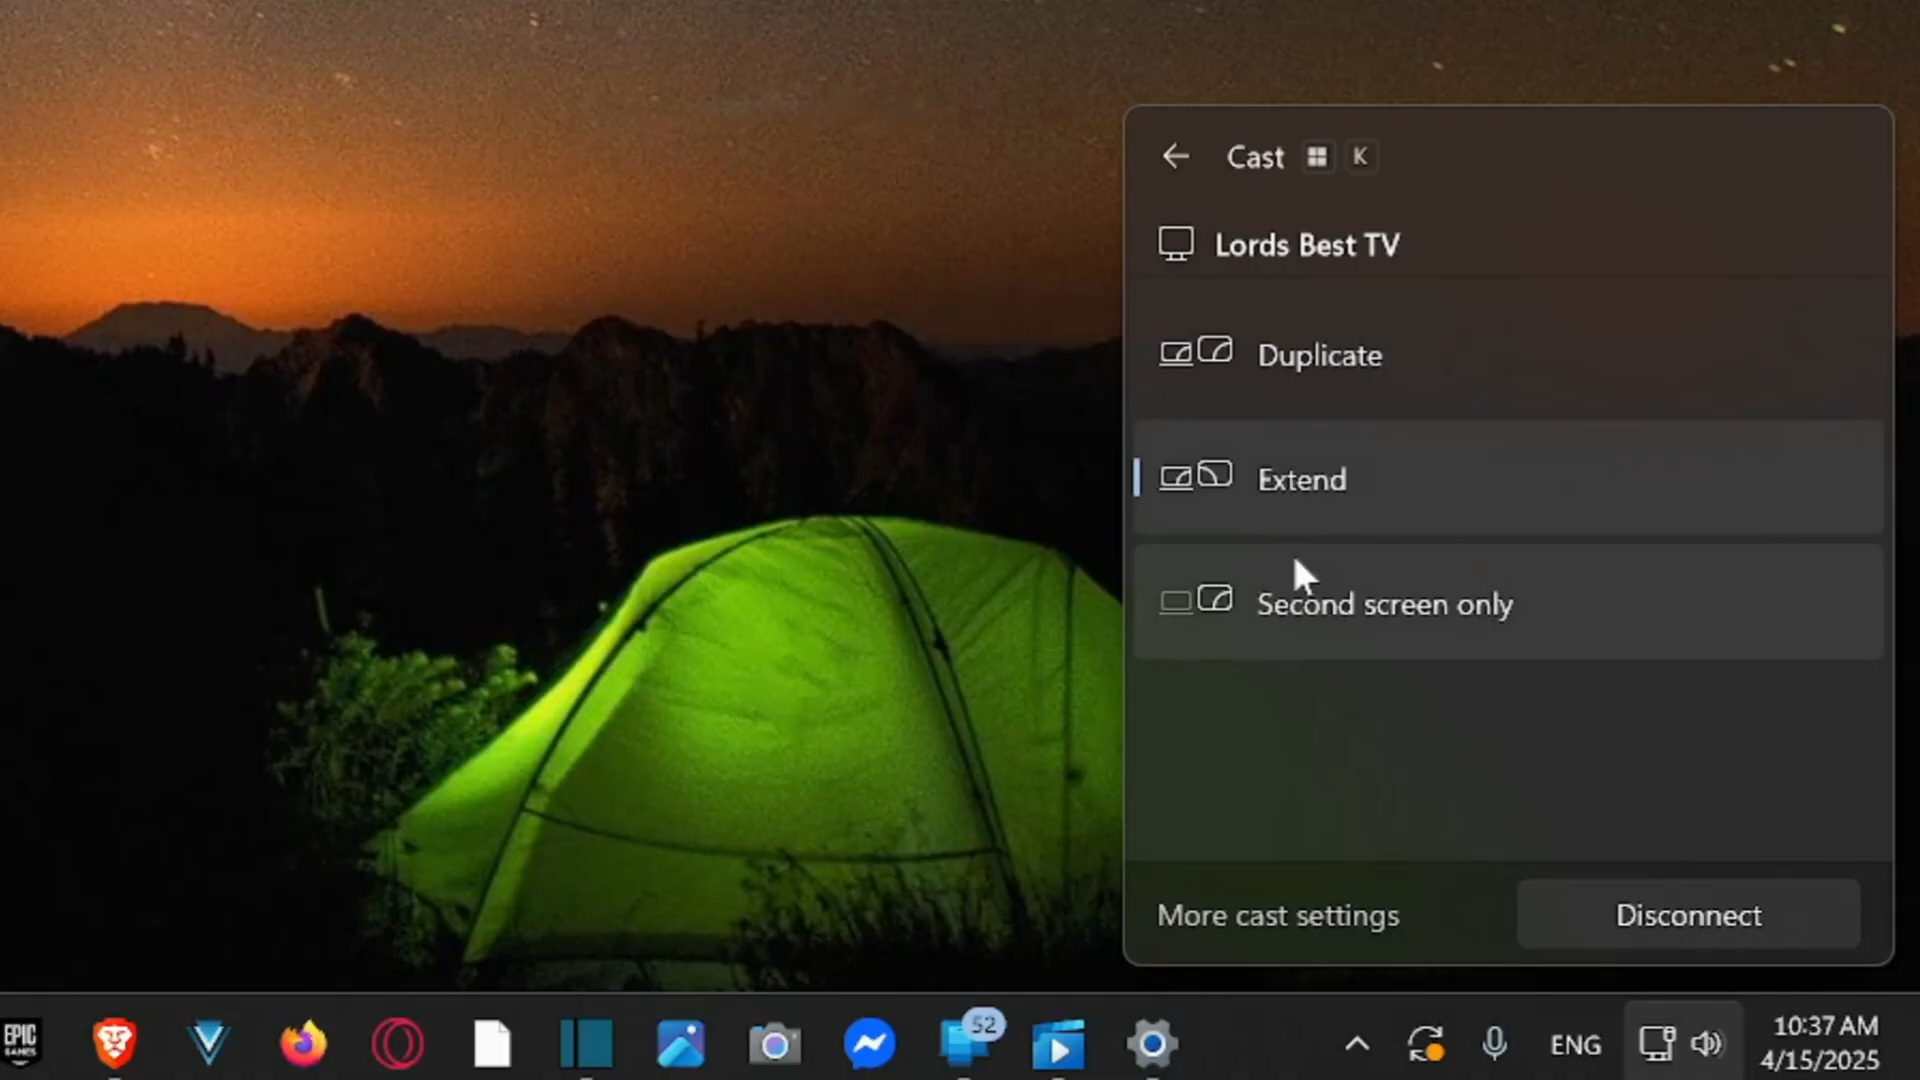 Cast K
Lords Best TV
Duplicate
Extend
Second screen only
More cast settings
Disconnect
EPIC
GAMES
52
ENG
10:37 AM
4/15/2025